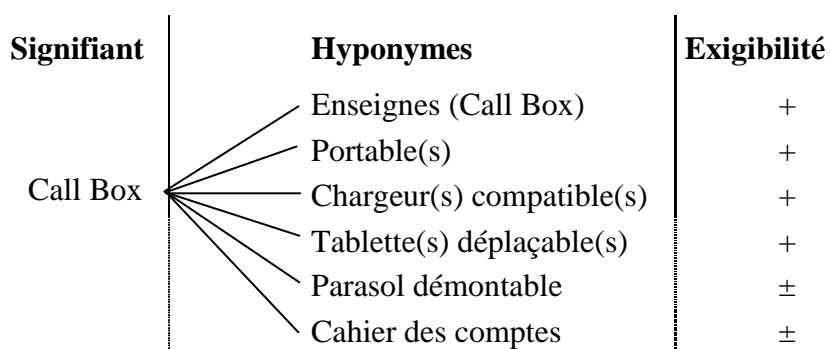 Signifiant Hyponymes Exigibilité
Enseignes (Call Box) +
Portable(s) +
Call Box Chargeur(s) compatible(s) +
Tablette(s) déplaçable(s) +
Parasol démontable ±
Cahier des comptes ±